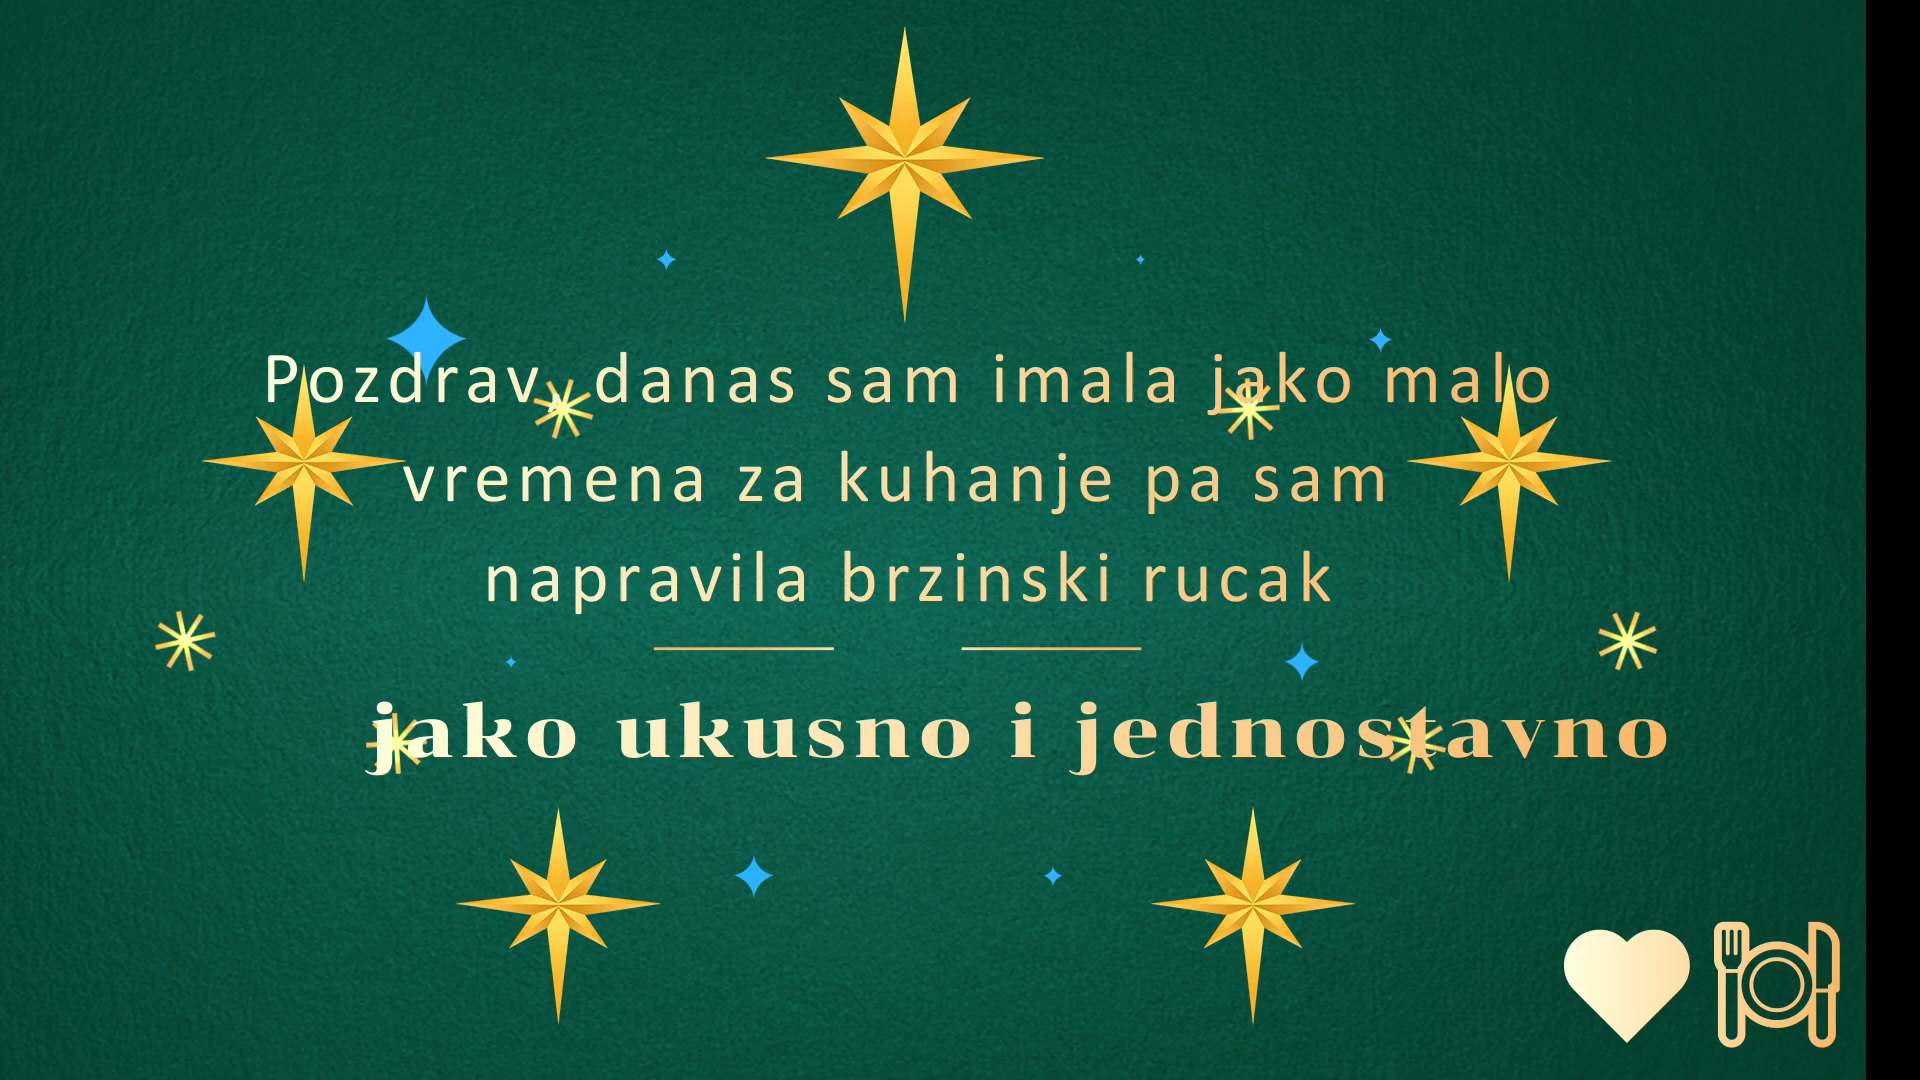 Pozdrav, danas sam imala jako malo
vremena za kuhanje pa sam
napravila brzinski rucak
jako ukusno i jednostavno